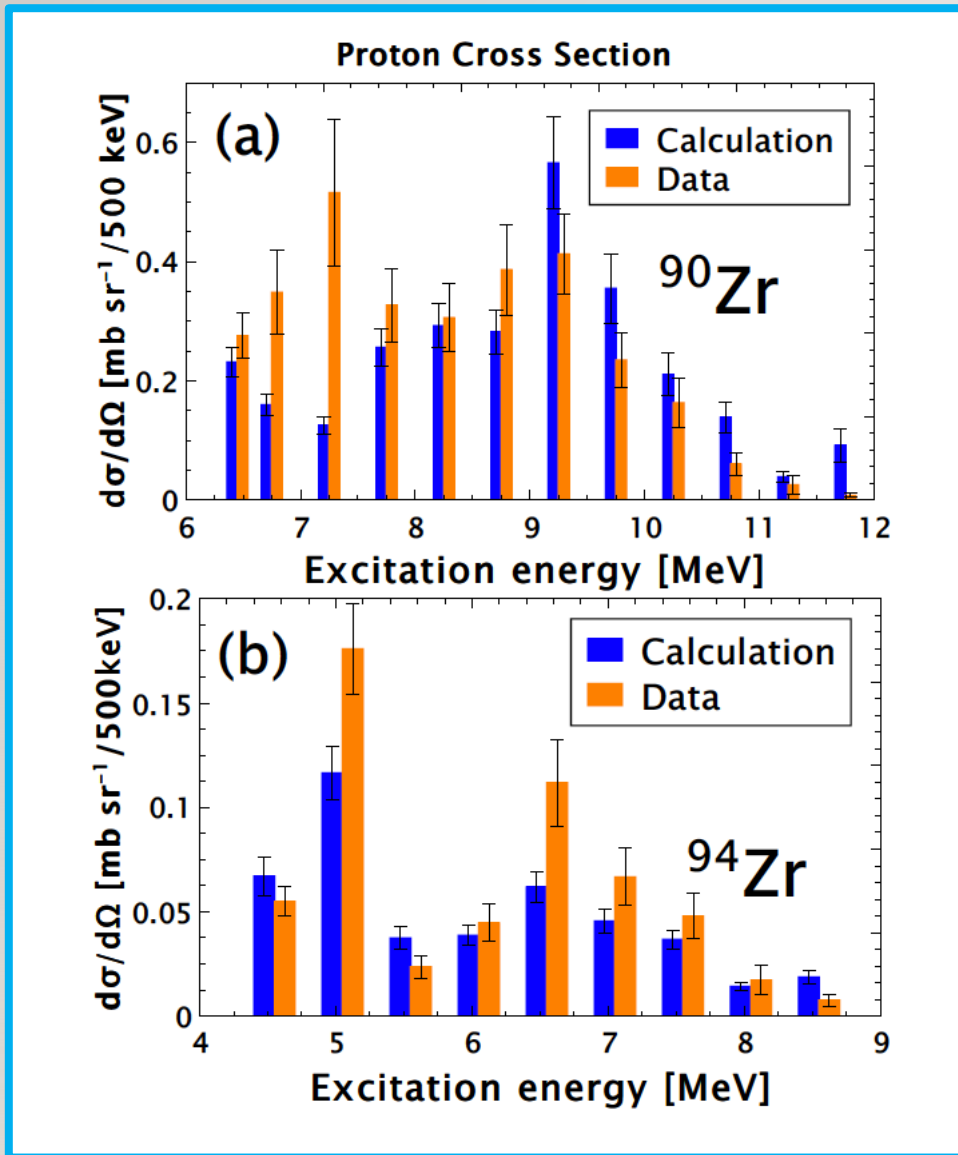 Proton Cross Section
dσ/dΩ [mb sr⁻¹/500 keV]
(a)
Calculation
Data
⁹⁰Zr
0.6
0.4
0.2
0
6 7 8 9 10 11 12
Excitation energy [MeV]
dσ/dΩ [mb sr⁻¹/500keV]
(b)
Calculation
Data
⁹⁴Zr
0.2
0.15
0.1
0.05
0
4 5 6 7 8 9
Excitation energy [MeV]